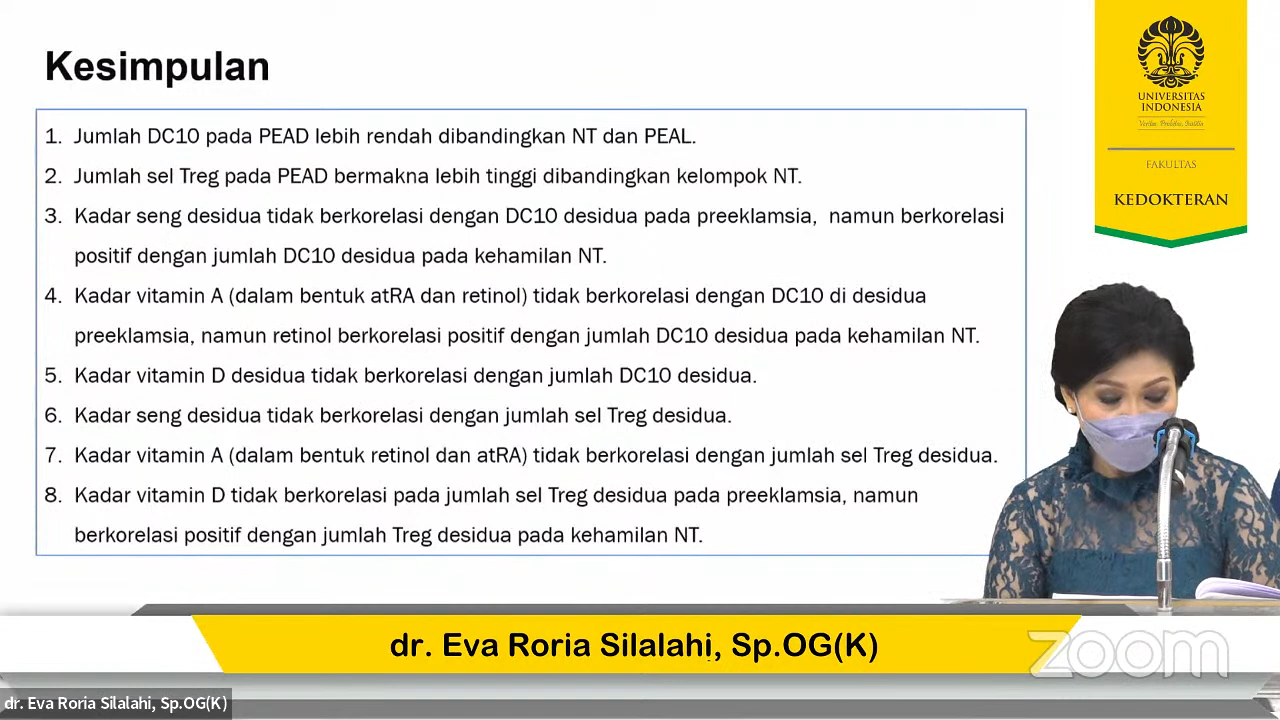 Kesimpulan
1. Jumlah DC10 pada PEAD lebih rendah dibandingkan NT dan PEAL.
2. Jumlah sel Treg pada PEAD bermakna lebih tinggi dibandingkan kelompok NT.
3. Kadar seng desidua tidak berkorelasi dengan DC10 desidua pada preeklamsia, namun berkorelasi
positif dengan jumlah DC10 desidua pada kehamilan NT.
4. Kadar vitamin A (dalam bentuk atRA dan retinol) tidak berkorelasi dengan DC10 di desidua
preeklamsia, namun retinol berkorelasi positif dengan jumlah DC10 desidua pada kehamilan NT.
5. Kadar vitamin D desidua tidak berkorelasi dengan jumlah DC10 desidua.
6. Kadar seng desidua tidak berkorelasi dengan jumlah sel Treg desidua.
7. Kadar vitamin A (dalam bentuk retinol dan atRA) tidak berkorelasi dengan jumlah sel Treg desidua.
8. Kadar vitamin D tidak berkorelasi pada jumlah sel Treg desidua pada preeklamsia, namun
berkorelasi positif dengan jumlah Treg desidua pada kehamilan NT.
UNIVERSITAS
INDONESIA
Veritas, Probitas, Iustitia
FAKULTAS
KEDOKTERAN
dr. Eva Roria Silalahi, Sp.OG(K)
zoom
dr. Eva Roria Silalahi, Sp.OG(K)